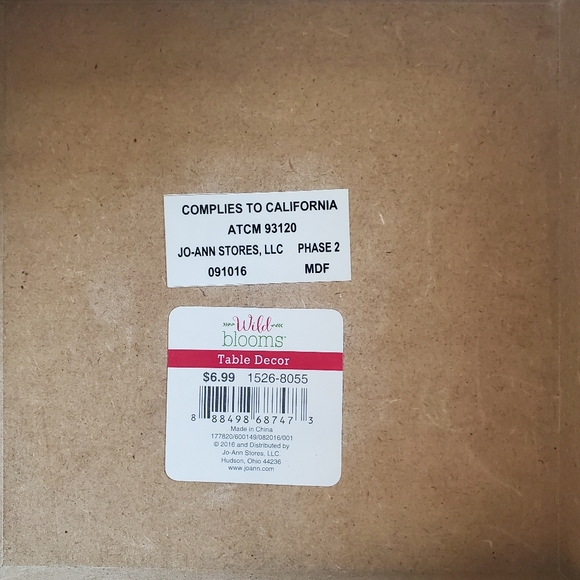 COMPLIES TO CALIFORNIA
ATCM 93120
JO-ANN STORES, LLC PHASE 2
091016 MDF
Wild
blooms
Table Decor
$6.99 1526-8055
8 88498 68747 3
Made in China
177820/600149/082016/001
© 2016 and Distributed by
Jo-Ann Stores, LLC
Hudson, Ohio 44236
www.joann.com